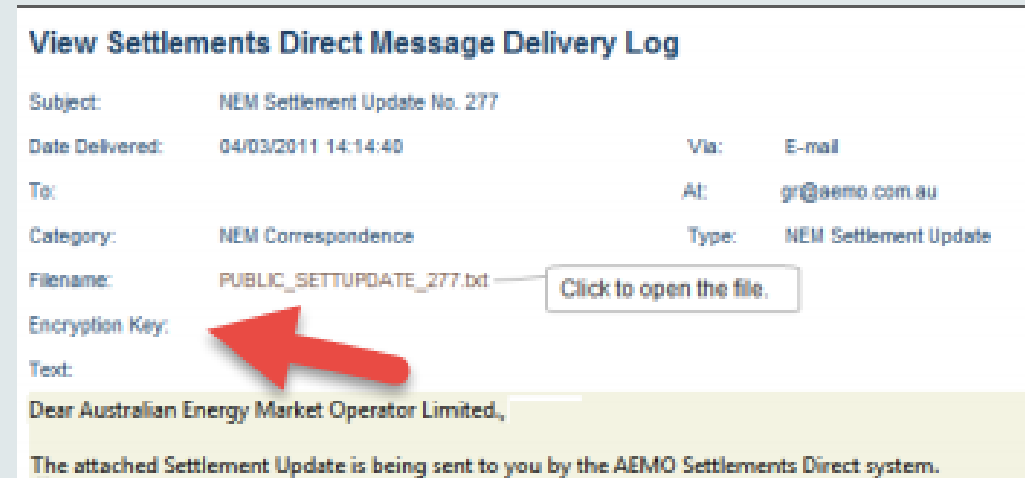 View Settlements Direct Message Delivery Log
Subject: NEM Settlement Update No. 277
Date Delivered: 04/03/2011 14:14:40 Via: E-mail
To: At: gr@aemo.com.au
Category: NEM Correspondence Type: NEM Settlement Update
Filename: PUBLIC_SETTUPDATE_277.txt Click to open the file.
Encryption Key:
Text:
Dear Australian Energy Market Operator Limited.,
The attached Settlement Update is being sent to you by the AEMO Settlements Direct system.